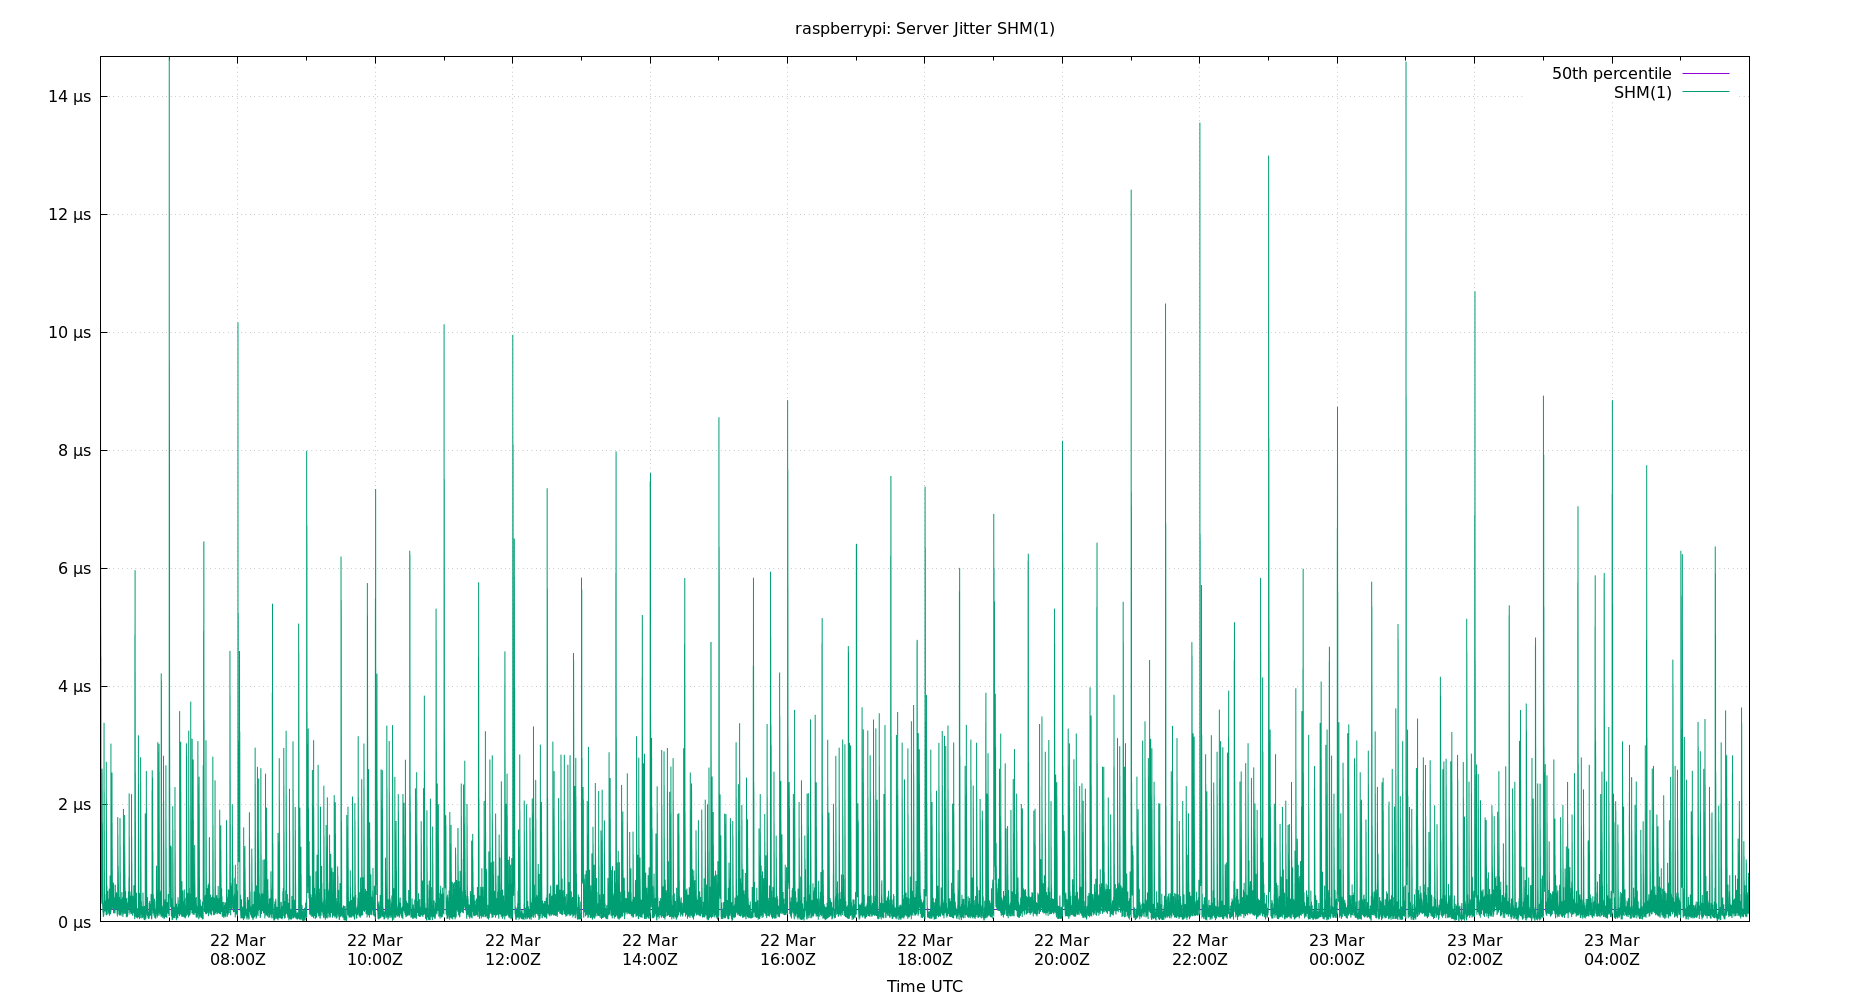 raspberrypi: Server Jitter SHM(1)
50th percentile
SHM(1)
14 µs
12 µs
10 µs
8 µs
6 µs
4 µs
2 µs
0 µs
22 Mar 22 Mar 22 Mar 22 Mar 22 Mar 22 Mar 22 Mar 22 Mar 23 Mar 23 Mar 23 Mar
08:00Z 10:00Z 12:00Z 14:00Z 16:00Z 18:00Z 20:00Z 22:00Z 00:00Z 02:00Z 04:00Z
Time UTC